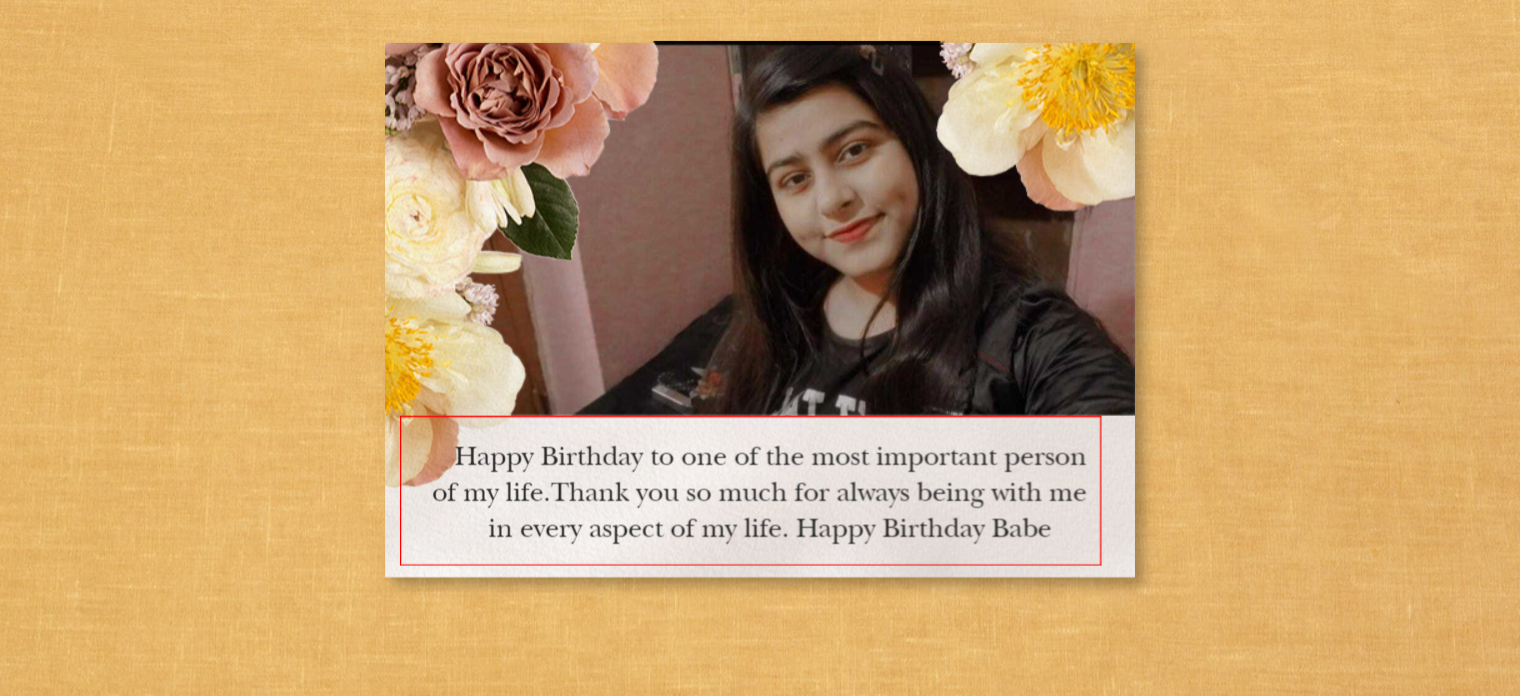 Happy Birthday to one of the most important person
of my life.Thank you so much for always being with me
in every aspect of my life. Happy Birthday Babe